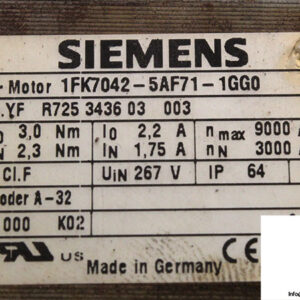 SIEMENS
- Motor 1FK7042-5AF71-1GG0
.YF R725 3436 03 003
3,0 Nm I0 2,2 A nmax 9000
N 2,3 Nm IN 1,75 A nN 3000
Cl.F UIN 267 V IP 64
oder A-32
000 K02
US Made in Germany CE